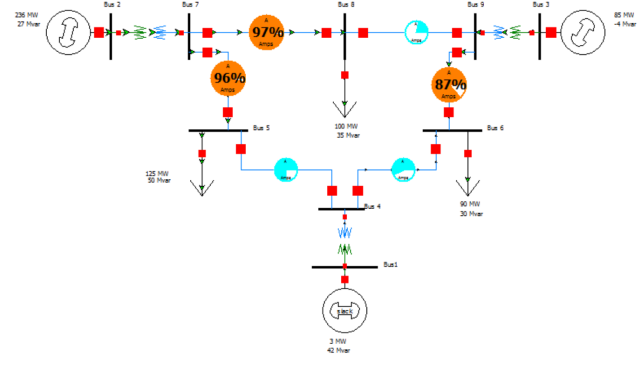 Bus 2
Bus 7
Bus 8
Bus 9
Bus 3
236 MW
27 Mvar
85 MW
-4 Mvar
A
97%
Amps
A
96%
Amps
A
87%
Amps
100 MW
35 Mvar
Bus 5
Bus 6
125 MW
50 Mvar
A
Amps
A
Amps
90 MW
30 Mvar
Bus 4
Bus1
slack
3 MW
42 Mvar